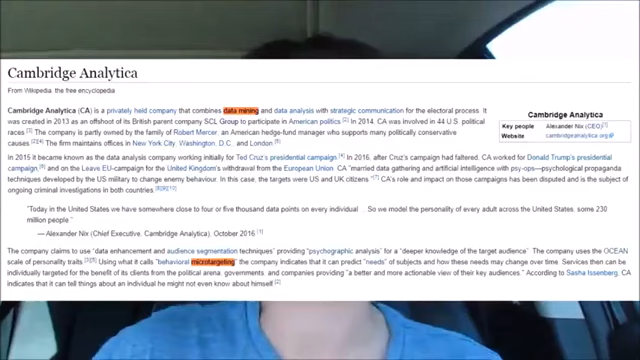 Cambridge Analytica
From Wikipedia, the free encyclopedia
Cambridge Analytica (CA) is a privately held company that combines data mining and data analysis with strategic communication for the electoral process. It
was created in 2013 as an offshoot of its British parent company SCL Group to participate in American politics.[2] In 2014, CA was involved in 44 U.S. political
races.[3] The company is partly owned by the family of Robert Mercer, an American hedge-fund manager who supports many politically conservative
causes. The firm maintains offices in New York City, Washington, D.C., and London.
Cambridge Analytica
Key people Alexander Nix (CEO)[1]
Website cambridgeanalytica.org
In 2015 it became known as the data analysis company working initially for Ted Cruz's presidential campaign. In 2016, after Cruz's campaign had faltered, CA worked for Donald Trump's presidential
campaign, and on the Leave.EU-campaign for the United Kingdom's withdrawal from the European Union. CA "married data gathering and artificial intelligence with psy-ops—psychological propaganda
techniques developed by the US military to change enemy behaviour. In this case, the targets were US and UK citizens." CA's role and impact on those campaigns has been disputed and is the subject of
ongoing criminal investigations in both countries.[8][9][10]
"Today in the United States we have somewhere close to four or five thousand data points on every individual ... So we model the personality of every adult across the United States, some 230
million people."
— Alexander Nix (Chief Executive, Cambridge Analytica), October 2016
The company claims to use "data enhancement and audience segmentation techniques" providing "psychographic analysis" for a "deeper knowledge of the target audience". The company uses the OCEAN
scale of personality traits. Using what it calls "behavioral microtargeting" the company indicates that it can predict "needs" of subjects and how these needs may change over time. Services then can be
individually targeted for the benefit of its clients from the political arena, governments, and companies providing "a better and more actionable view of their key audiences." According to Sasha Issenberg, CA
indicates that it can tell things about an individual he might not even know about himself.[2]